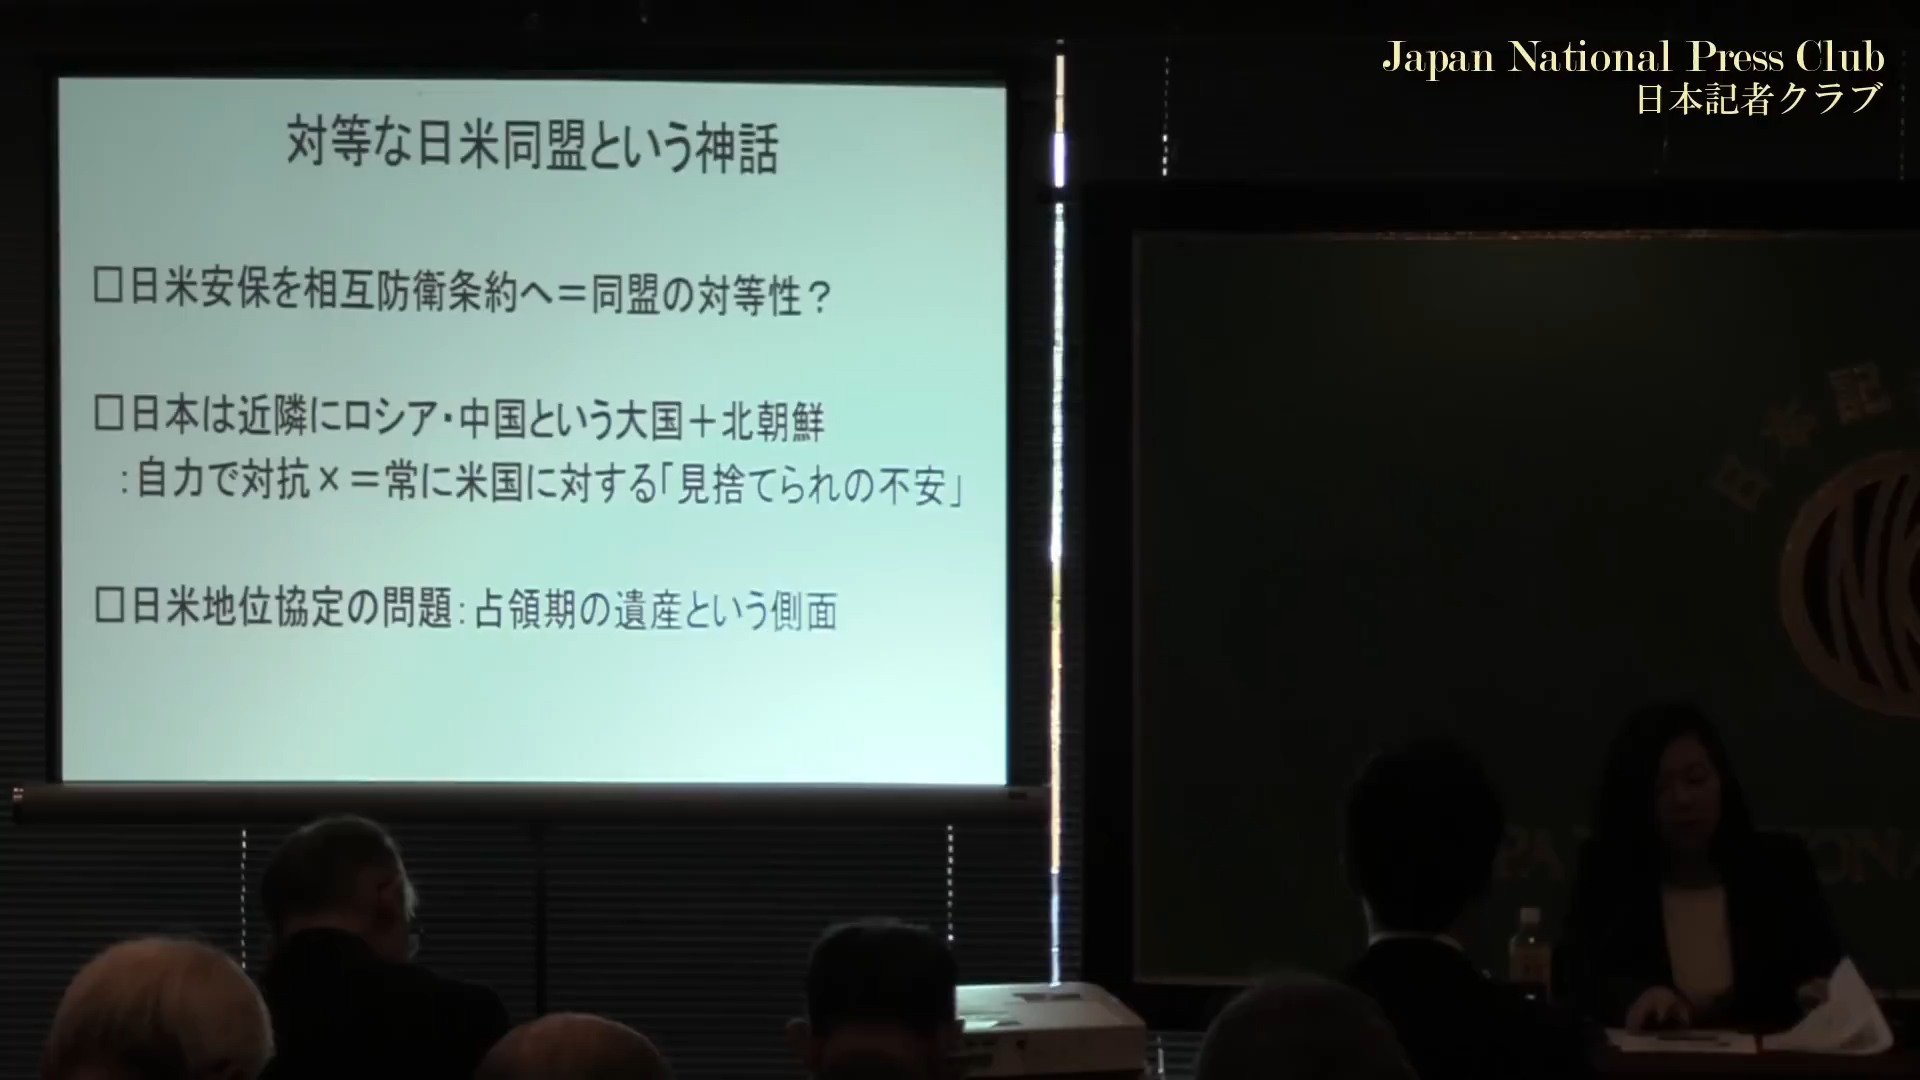 Japan National Press Club
日本記者クラブ
対等な日米同盟という神話
□日米安保を相互防衛条約へ＝同盟の対等性？
□日本は近隣にロシア・中国という大国＋北朝鮮
：自力で対抗×＝常に米国に対する「見捨てられの不安」
□日米地位協定の問題：占領期の遺産という側面
日本記